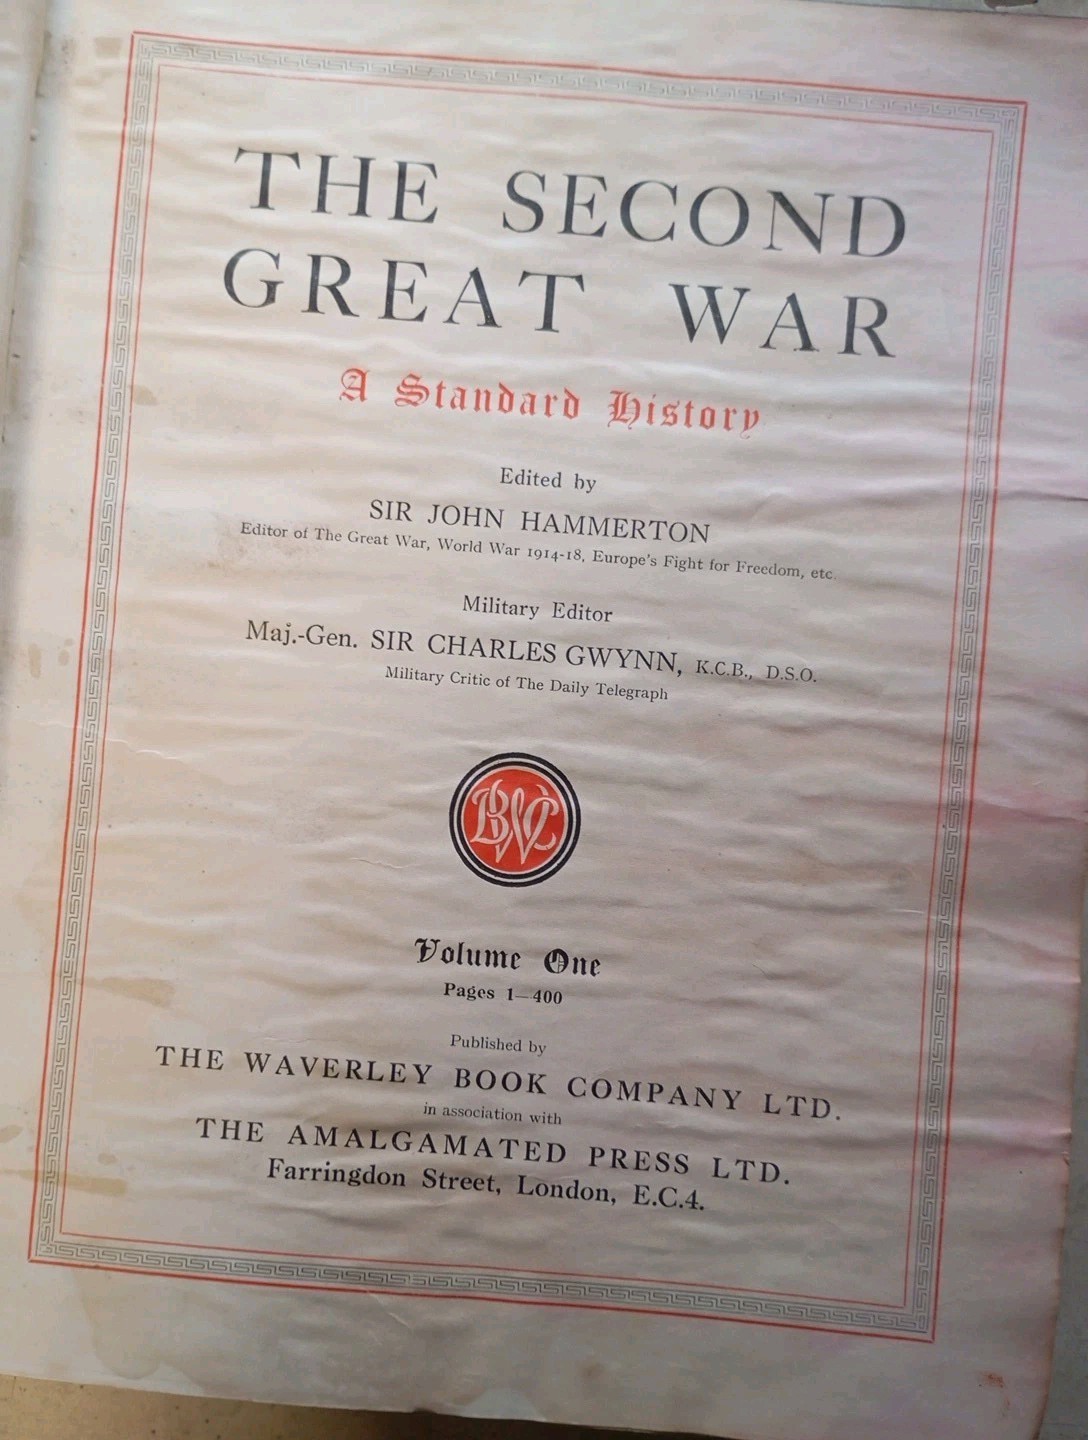 THE SECOND
GREAT WAR
A Standard History
Edited by
SIR JOHN HAMMERTON
Editor of The Great War, World War 1914-18, Europe's Fight for Freedom, etc.
Military Editor
Maj.-Gen. SIR CHARLES GWYNN, K.C.B., D.S.O.
Military Critic of The Daily Telegraph
WBC
Volume One
Pages 1—400
Published by
THE WAVERLEY BOOK COMPANY LTD.
in association with
THE AMALGAMATED PRESS LTD.
Farringdon Street, London, E.C.4.